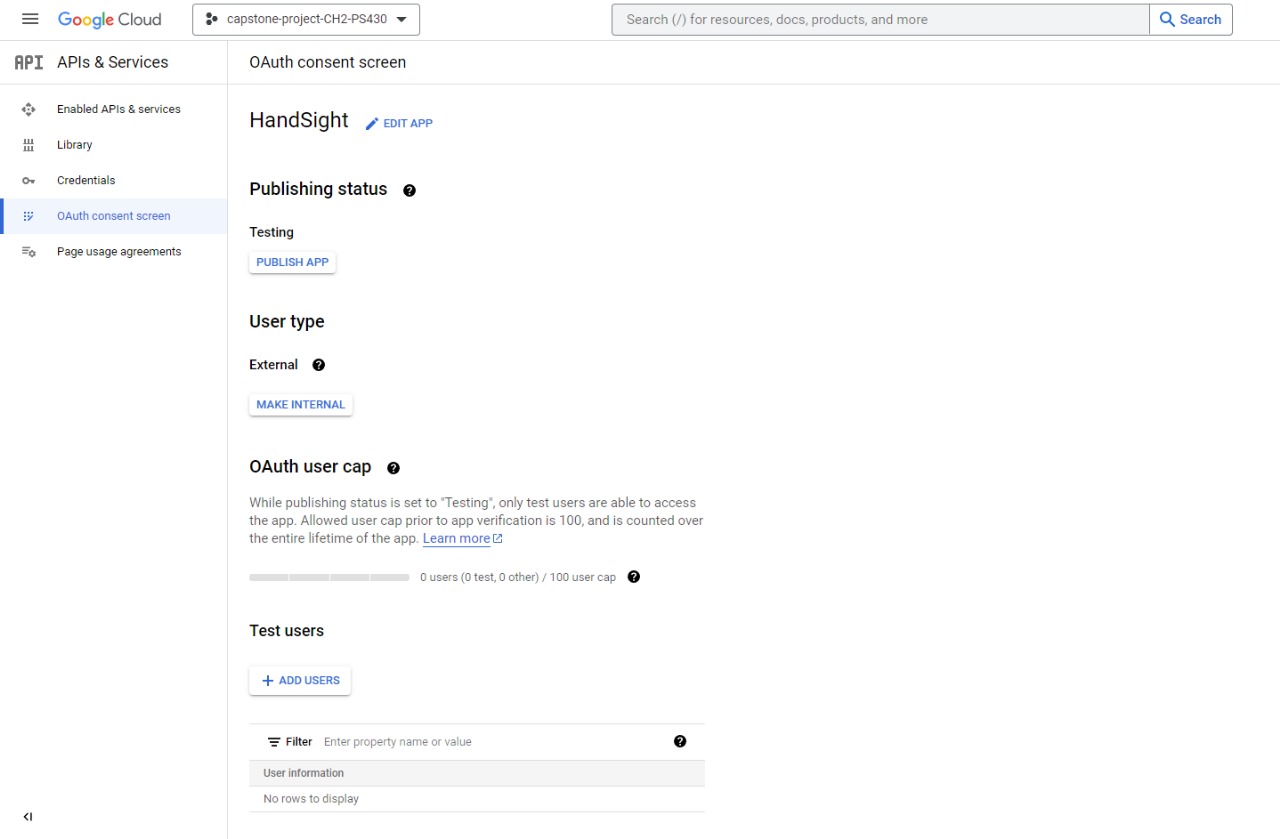 Google Cloud
capstone-project-CH2-PS430
Search (/) for resources, docs, products, and more
Search
API APIs & Services
OAuth consent screen
Enabled APIs & services
Library
Credentials
OAuth consent screen
Page usage agreements
HandSight
EDIT APP
Publishing status
Testing
PUBLISH APP
User type
External
MAKE INTERNAL
OAuth user cap
While publishing status is set to "Testing", only test users are able to access
the app. Allowed user cap prior to app verification is 100, and is counted over
the entire lifetime of the app. Learn more
0 users (0 test, 0 other) / 100 user cap
Test users
+ ADD USERS
Filter Enter property name or value
User information
No rows to display